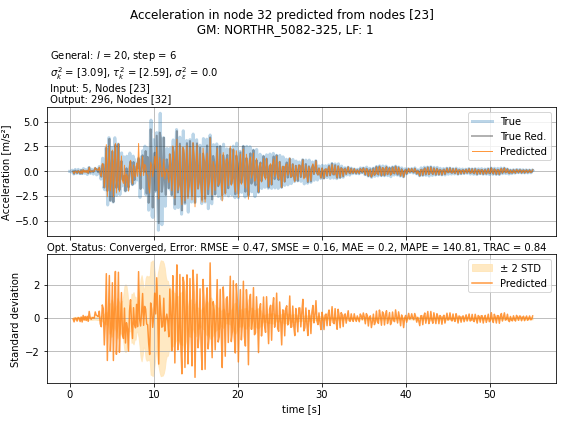 Acceleration in node 32 predicted from nodes [23]
GM: NORTHR_5082-325, LF: 1
General: l = 20, step = 6
σ²ₖ = [3.09], τ²ₖ = [2.59], σ²ₑ = 0.0
Input: 5, Nodes [23]
Output: 296, Nodes [32]
Acceleration [m/s²]
5.0
2.5
0.0
−2.5
−5.0
True
True Red.
Predicted
Opt. Status: Converged, Error: RMSE = 0.47, SMSE = 0.16, MAE = 0.2, MAPE = 140.81, TRAC = 0.84
Standard deviation
2
0
−2
± 2 STD
Predicted
0 10 20 30 40 50
time [s]